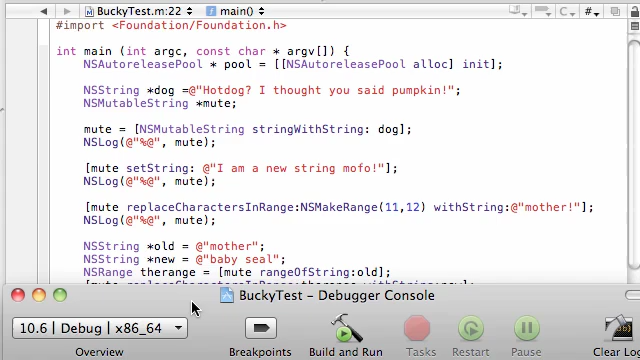 BuckyTest.m:22 main() C #
#import <Foundation/Foundation.h>
int main (int argc, const char * argv[]) {
NSAutoreleasePool * pool = [[NSAutoreleasePool alloc] init];
NSString *dog =@"Hotdog? I thought you said pumpkin!";
NSMutableString *mute;
mute = [NSMutableString stringWithString: dog];
NSLog(@"%@", mute);
[mute setString: @"I am a new string mofo!"];
NSLog(@"%@", mute);
[mute replaceCharactersInRange:NSMakeRange(11,12) withString:@"mother!"];
NSLog(@"%@", mute);
NSString *old = @"mother";
NSString *new = @"baby seal";
NSRange therange = [mute rangeOfString:old];
BuckyTest – Debugger Console
10.6 | Debug | x86_64
Overview Breakpoints Build and Run Tasks Restart Pause Clear Lo